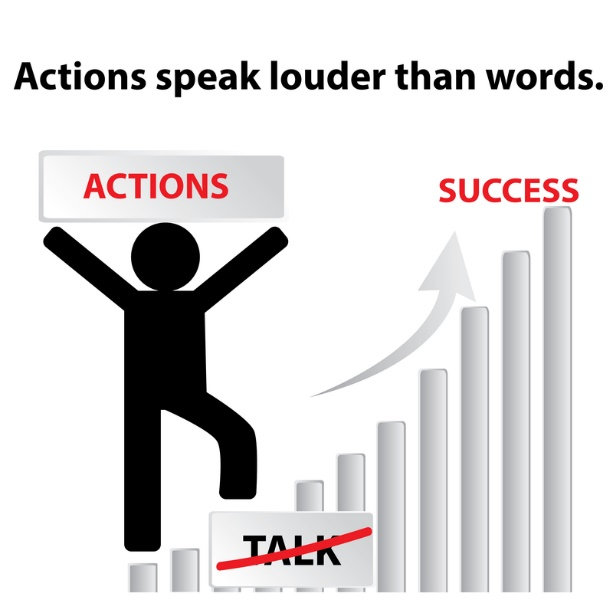 Actions speak louder than words.
ACTIONS
SUCCESS
TALK